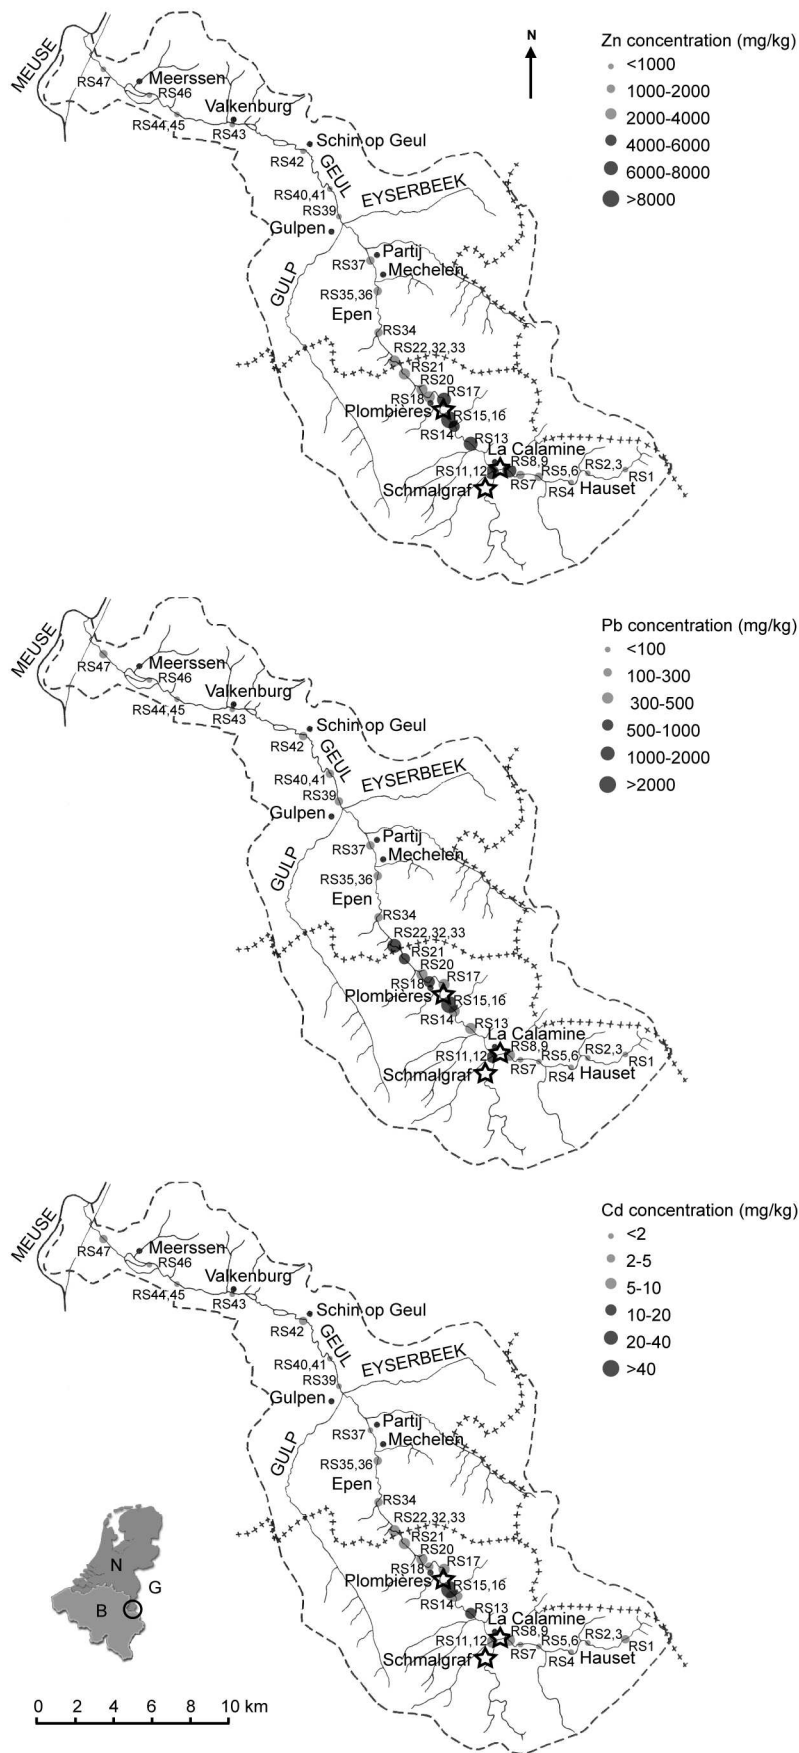 N
Zn concentration (mg/kg)
<1000
1000-2000
2000-4000
4000-6000
6000-8000
>8000
MEUSE
RS47
Meerssen
RS46
Valkenburg
RS44,45
RS43
Schin op Geul
RS42
GEUL
RS40,41
EYSERBEEK
RS39
Gulpen
Partij
RS37
Mechelen
GULP
RS35,36
Epen
RS34
RS22,32,33
RS21
RS20
RS17
RS18
Plombières
RS15,16
RS14
RS13
La Calamine
RS8,9
RS11,12
RS7
RS5,6
RS2,3
RS1
RS4
Hauset
Schmalgraf
Pb concentration (mg/kg)
<100
100-300
300-500
500-1000
1000-2000
>2000
MEUSE
RS47
Meerssen
RS46
Valkenburg
RS44,45
RS43
Schin op Geul
RS42
GEUL
RS40,41
EYSERBEEK
RS39
Gulpen
Partij
RS37
Mechelen
GULP
RS35,36
Epen
RS34
RS22,32,33
RS21
RS20
RS17
RS18
Plombières
RS15,16
RS14
RS13
La Calamine
RS8,9
RS11,12
RS7
RS5,6
RS2,3
RS1
RS4
Hauset
Schmalgraf
Cd concentration (mg/kg)
<2
2-5
5-10
10-20
20-40
>40
MEUSE
RS47
Meerssen
RS46
Valkenburg
RS44,45
RS43
Schin op Geul
RS42
GEUL
RS40,41
EYSERBEEK
RS39
Gulpen
Partij
RS37
Mechelen
GULP
RS35,36
Epen
RS34
RS22,32,33
RS21
RS20
RS17
RS18
Plombières
RS15,16
RS14
RS13
La Calamine
RS8,9
RS11,12
RS7
RS5,6
RS2,3
RS1
RS4
Hauset
Schmalgraf
N
G
B
0 2 4 6 8 10 km